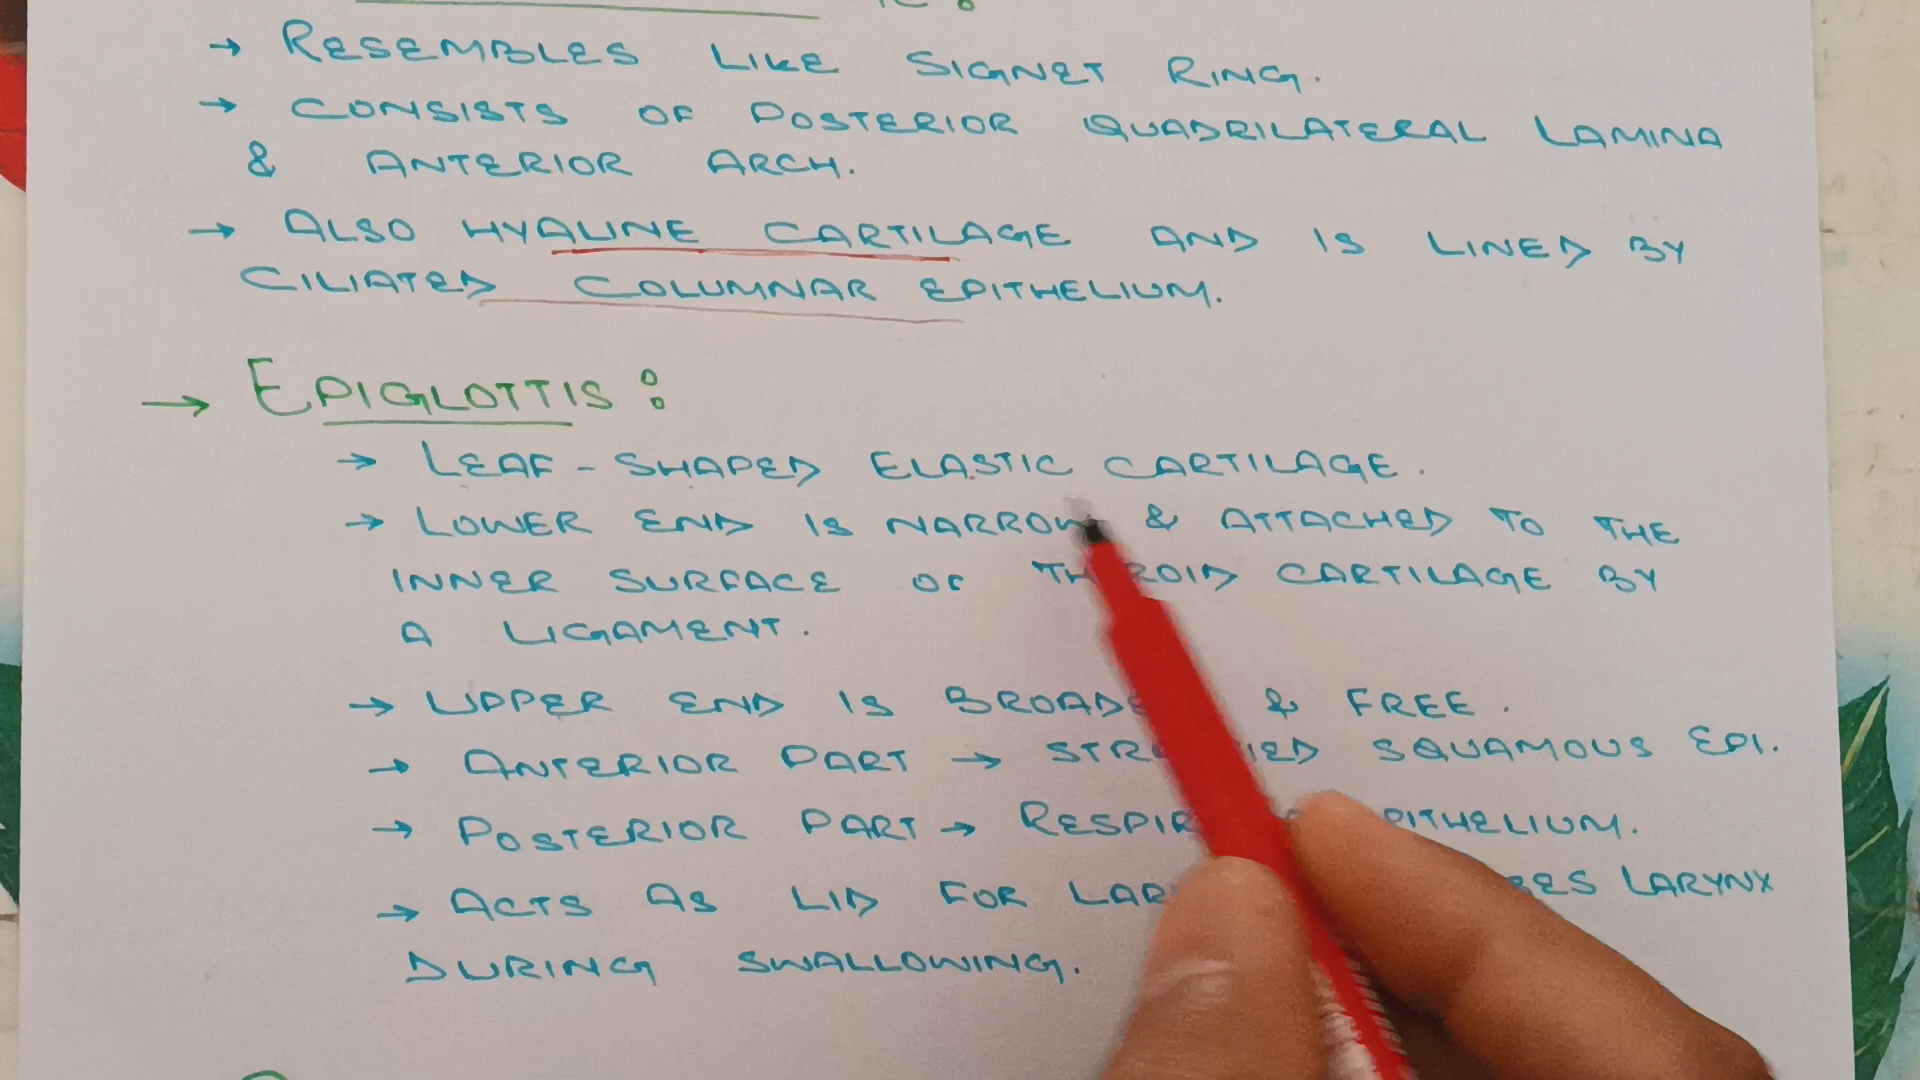 → RESEMBLES LIKE SIGNET RING.
→ CONSISTS OF POSTERIOR QUADRILATERAL LAMINA
& ANTERIOR ARCH.
→ ALSO HYALINE CARTILAGE AND IS LINED BY
CILIATED COLUMNAR EPITHELIUM.
→ EPIGLOTTIS :
→ LEAF - SHAPED ELASTIC CARTILAGE.
→ LOWER END IS NARROW & ATTACHED TO THE
INNER SURFACE OF CARTILAGE BY
A LIGAMENT.
→ UPPER END IS & FREE.
→ ANTERIOR PART → SQUAMOUS EPI.
→ POSTERIOR PART →
→ ACTS AS LID FOR LARYNX
DURING SWALLOWING.